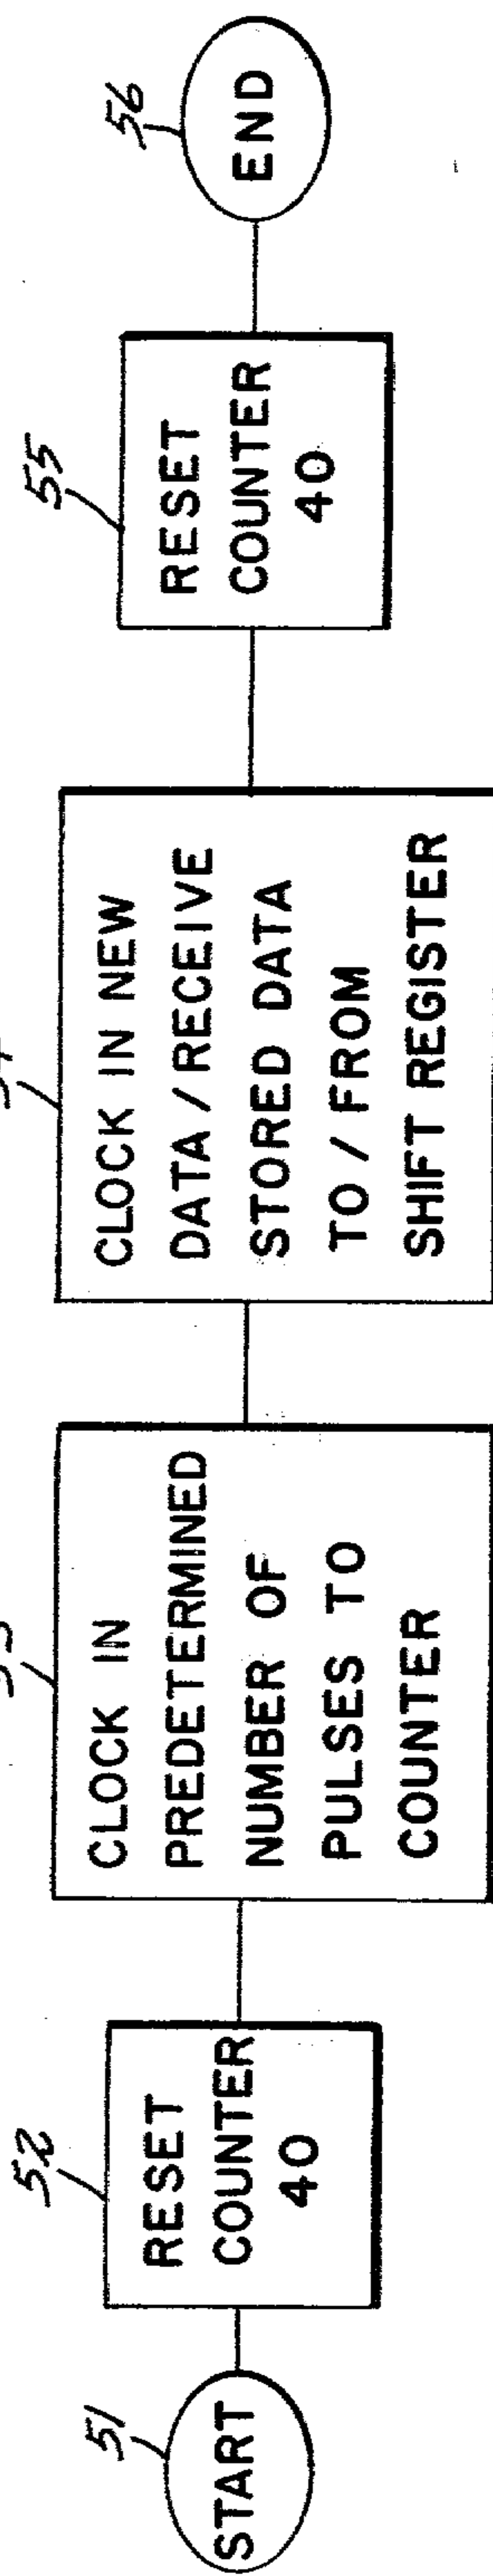 51
START
52
RESET
COUNTER
40
CLOCK IN
PREDETERMINED
NUMBER OF
PULSES TO
COUNTER
CLOCK IN NEW
DATA / RECEIVE
STORED DATA
TO / FROM
SHIFT REGISTER
55
RESET
COUNTER
40
56
END